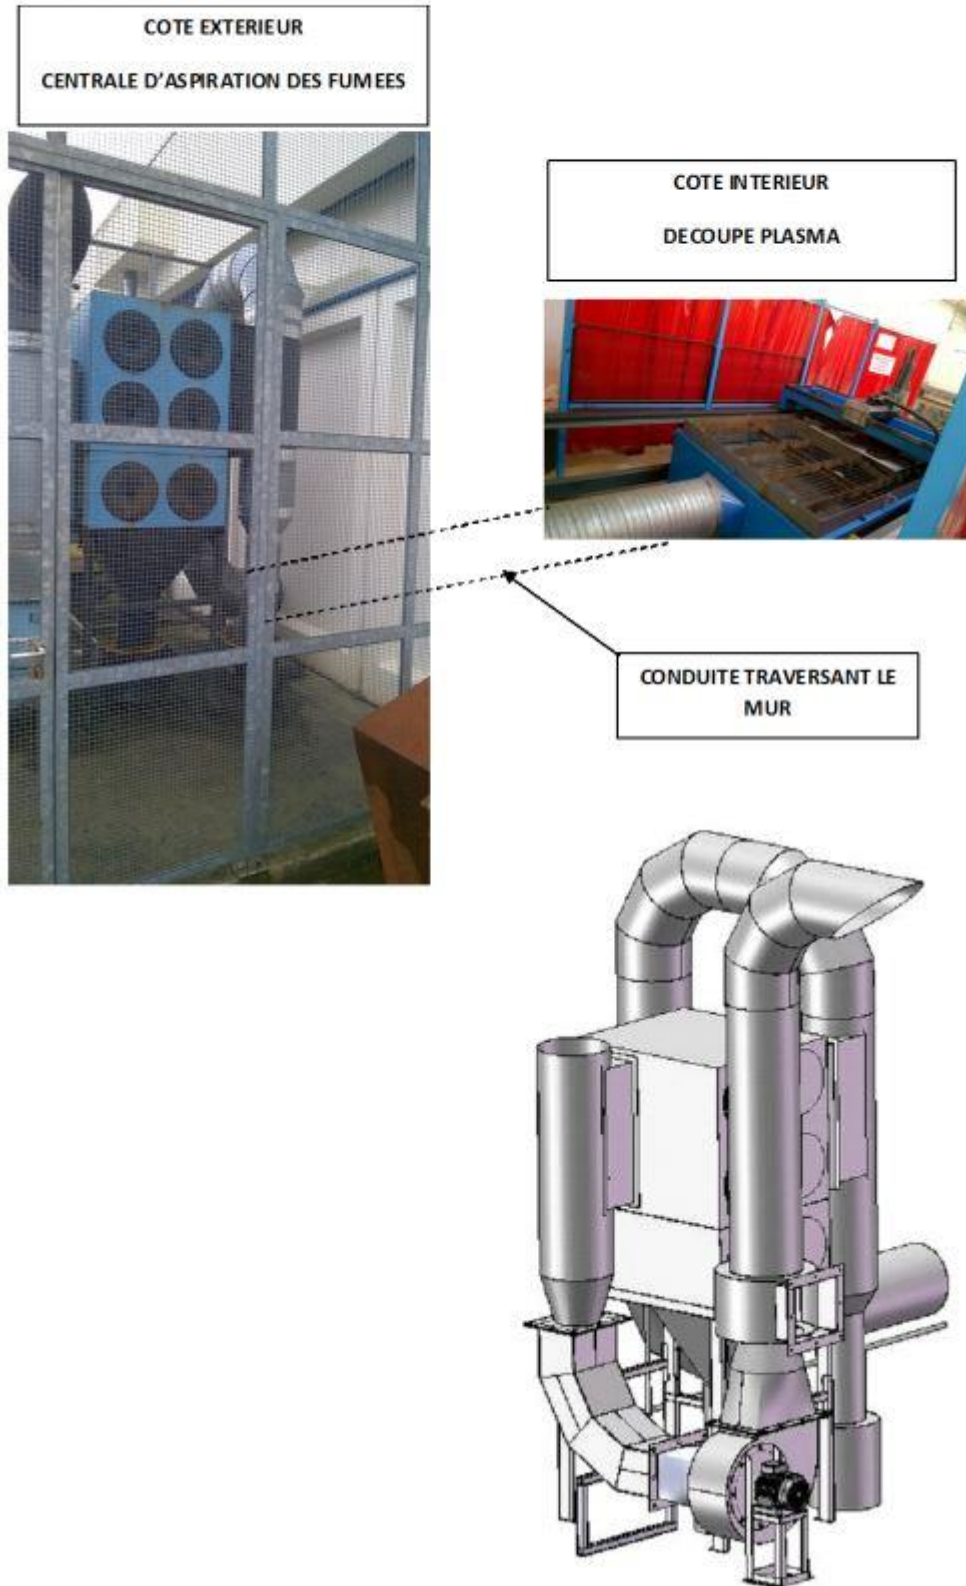 COTE EXTERIEUR
CENTRALE D'ASPIRATION DES FUMEES
COTE INTERIEUR
DECOUPE PLASMA
CONDUITE TRAVERSANT LE
MUR